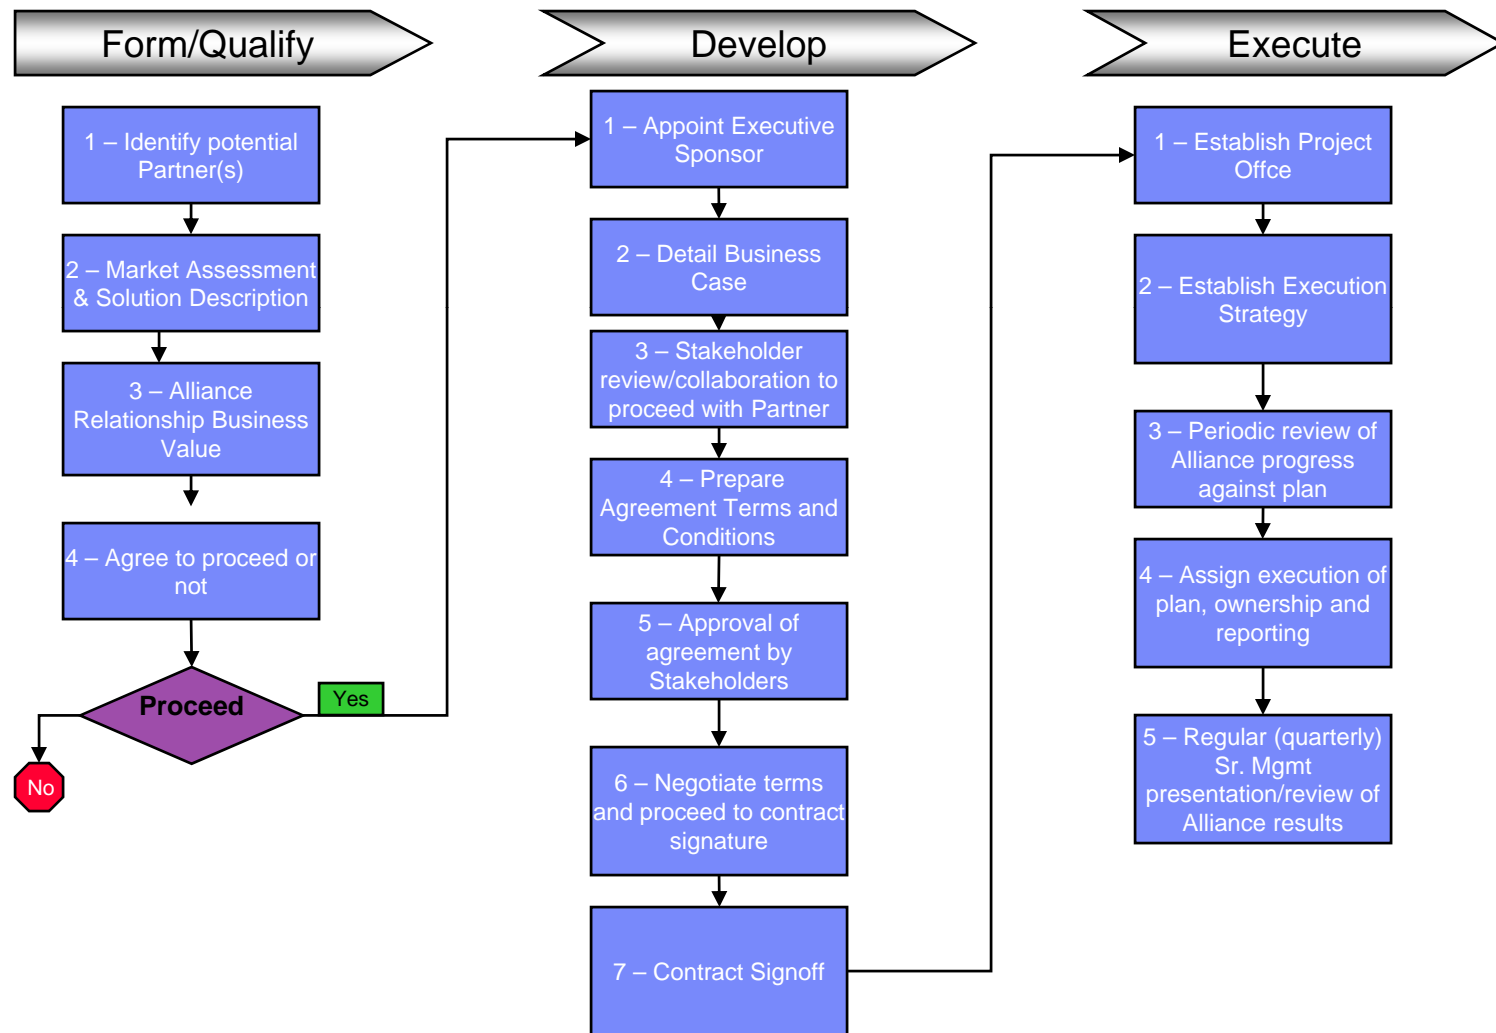 Form/Qualify
1 – Identify potential
Partner(s)
2 – Market Assessment
& Solution Description
3 – Alliance
Relationship Business
Value
4 – Agree to proceed or
not
Proceed
Yes
No
Develop
1 – Appoint Executive
Sponsor
2 – Detail Business
Case
3 – Stakeholder
review/collaboration to
proceed with Partner
4 – Prepare
Agreement Terms and
Conditions
5 – Approval of
agreement by
Stakeholders
6 – Negotiate terms
and proceed to contract
signature
7 – Contract Signoff
Execute
1 – Establish Project
Offce
2 – Establish Execution
Strategy
3 – Periodic review of
Alliance progress
against plan
4 – Assign execution of
plan, ownership and
reporting
5 – Regular (quarterly)
Sr. Mgmt
presentation/review of
Alliance results